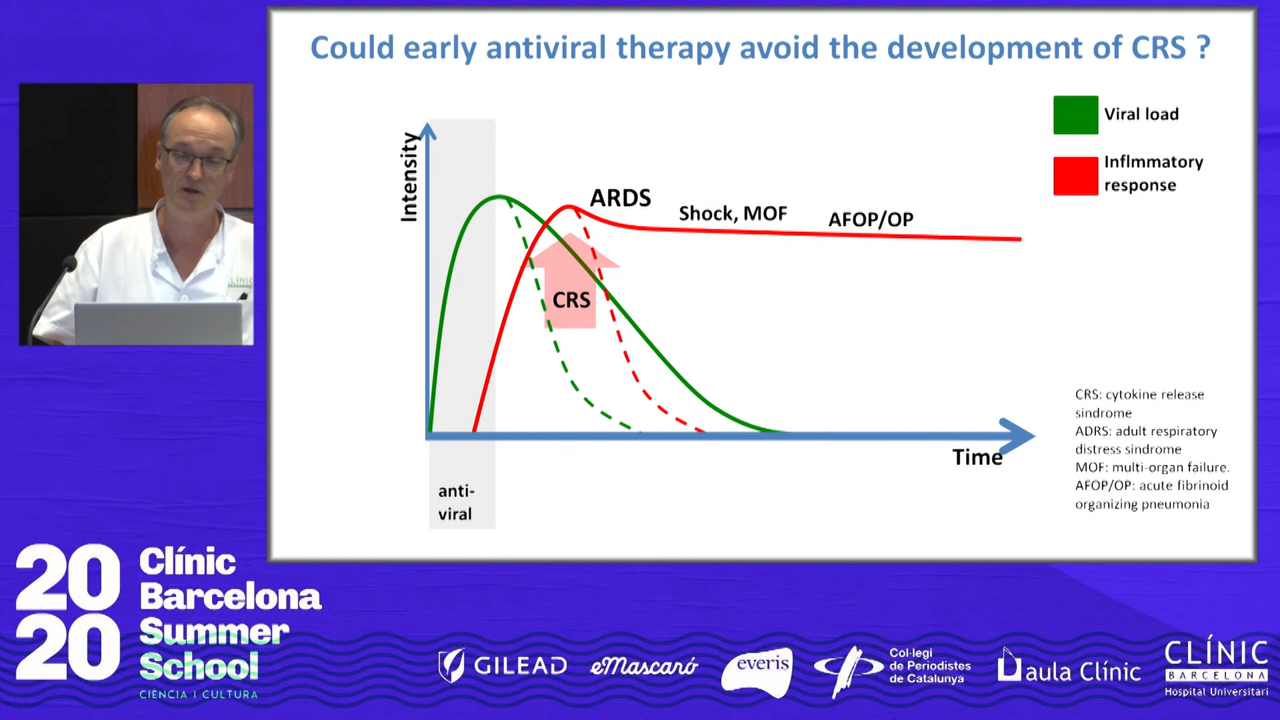 Could early antiviral therapy avoid the development of CRS ?
Viral load
Inflmmatory
response
Intensity
ARDS
Shock, MOF
AFOP/OP
CRS
Time
anti-
viral
CRS: cytokine release
sindrome
ADRS: adult respiratory
distress sindrome
MOF: multi-organ failure.
AFOP/OP: acute fibrinoid
organizing pneumonia
2020
Clínic
Barcelona
Summer
School
CIÈNCIA I CULTURA
GILEAD
eMascaró
everis
Col·legi
de Periodistes
de Catalunya
aula Clínic
CLÍNIC
BARCELONA
Hospital Universitari